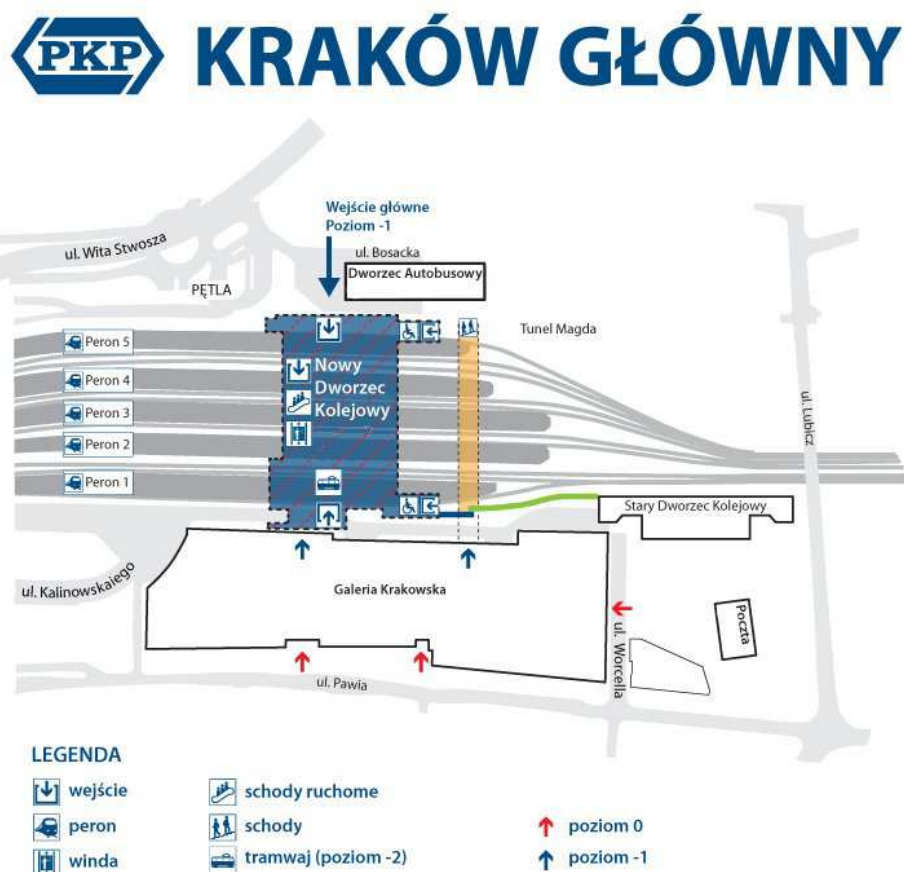 PKP KRAKÓW GŁÓWNY
Wejście główne
Poziom -1
ul. Wita Stwosza
ul. Bosacka
Dworzec Autobusowy
PĘTLA
Tunel Magda
Peron 5
Nowy
Dworzec
Kolejowy
Peron 4
Peron 3
Peron 2
Peron 1
ul. Lubicz
Stary Dworzec Kolejowy
ul. Kalinowskaiego
Galeria Krakowska
Poczta
ul. Worcella
ul. Pawia
LEGENDA
wejście
schody ruchome
peron
schody
poziom 0
winda
tramwaj (poziom -2)
poziom -1